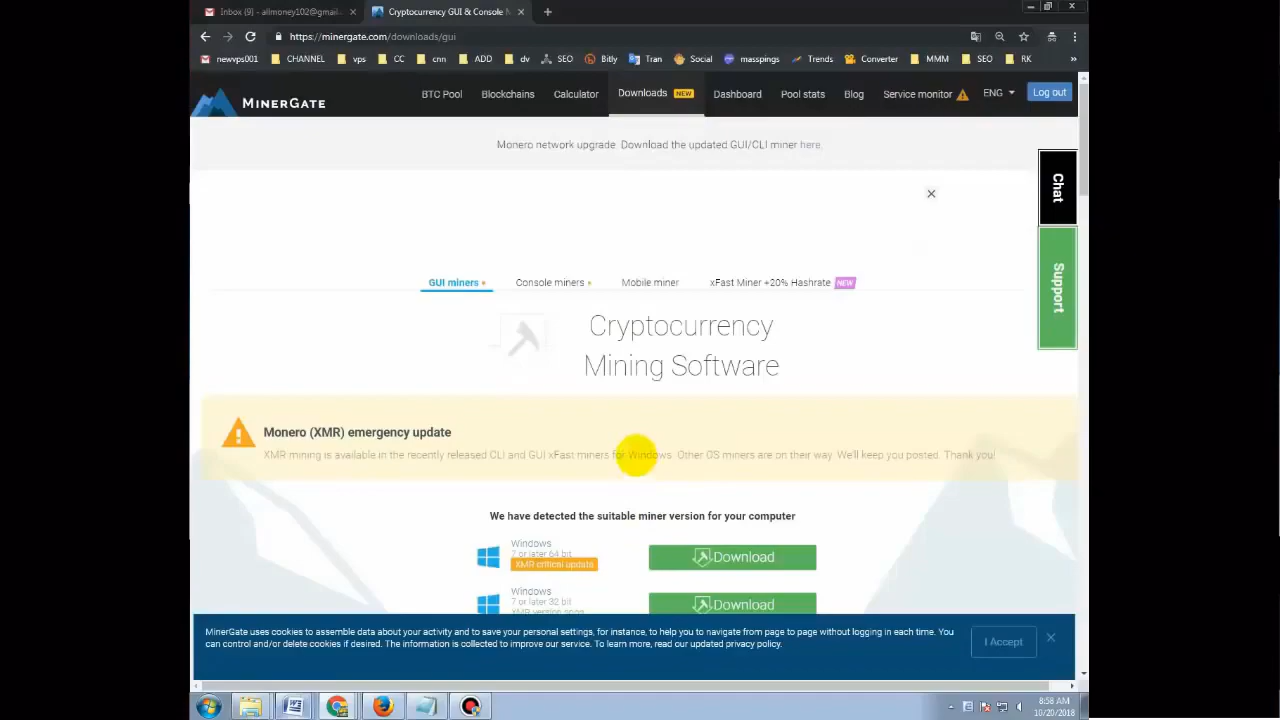 Inbox (9) - allmoney102@gmail
Cryptocurrency GUI & Console M
https://minergate.com/downloads/gui
newvps001 CHANNEL vps CC cnn ADD dv SEO Bitly Tran Social masspings Trends Converter MMM SEO RK »
MINERGATE BTC Pool Blockchains Calculator Downloads NEW Dashboard Pool stats Blog Service monitor ENG Log out
Monero network upgrade. Download the updated GUI/CLI miner here.
Chat
Support
GUI miners Console miners Mobile miner xFast Miner +20% Hashrate NEW
Cryptocurrency
Mining Software
Monero (XMR) emergency update
XMR mining is available in the recently released CLI and GUI xFast miners for Windows. Other OS miners are on their way. We'll keep you posted. Thank you!
We have detected the suitable miner version for your computer
Windows
7 or later 64 bit
XMR critical update
Download
Windows
7 or later 32 bit
XMR version soon
Download
MinerGate uses cookies to assemble data about your activity and to save your personal settings, for instance, to help you to navigate from page to page without logging in each time. You
can control and/or delete cookies if desired. The information is collected to improve our service. To learn more, read our updated privacy policy.
I Accept
8:58 AM
10/20/2018